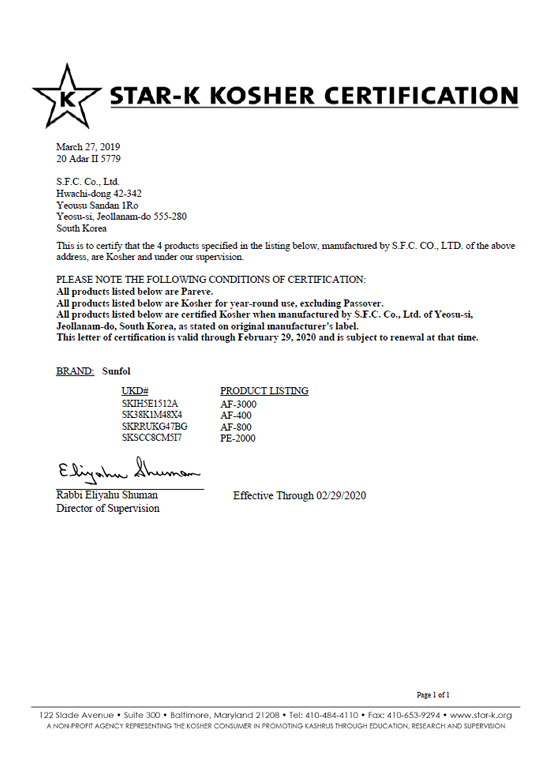 K
STAR-K KOSHER CERTIFICATION
March 27, 2019
20 Adar II 5779
S.F.C. Co., Ltd.
Hwachi-dong 42-342
Yeousu Sandan 1Ro
Yeosu-si, Jeollanam-do 555-280
South Korea
This is to certify that the 4 products specified in the listing below, manufactured by S.F.C. CO., LTD. of the above
address, are Kosher and under our supervision.
PLEASE NOTE THE FOLLOWING CONDITIONS OF CERTIFICATION:
All products listed below are Pareve.
All products listed below are Kosher for year-round use, excluding Passover.
All products listed below are certified Kosher when manufactured by S.F.C. Co., Ltd. of Yeosu-si,
Jeollanam-do, South Korea, as stated on original manufacturer's label.
This letter of certification is valid through February 29, 2020 and is subject to renewal at that time.
BRAND: Sunfol
UKD# PRODUCT LISTING
SKIH5E1512A AF-3000
SK38K1M48X4 AF-400
SKRRUKG47BG AF-800
SKSCC8CM5I7 PE-2000
Eliyahu Shuman
Rabbi Eliyahu Shuman Effective Through 02/29/2020
Director of Supervision
Page 1 of 1
122 Slade Avenue • Suite 300 • Baltimore, Maryland 21208 • Tel: 410-484-4110 • Fax: 410-653-9294 • www.star-k.org
A NON-PROFIT AGENCY REPRESENTING THE KOSHER CONSUMER IN PROMOTING KASHRUS THROUGH EDUCATION, RESEARCH AND SUPERVISION